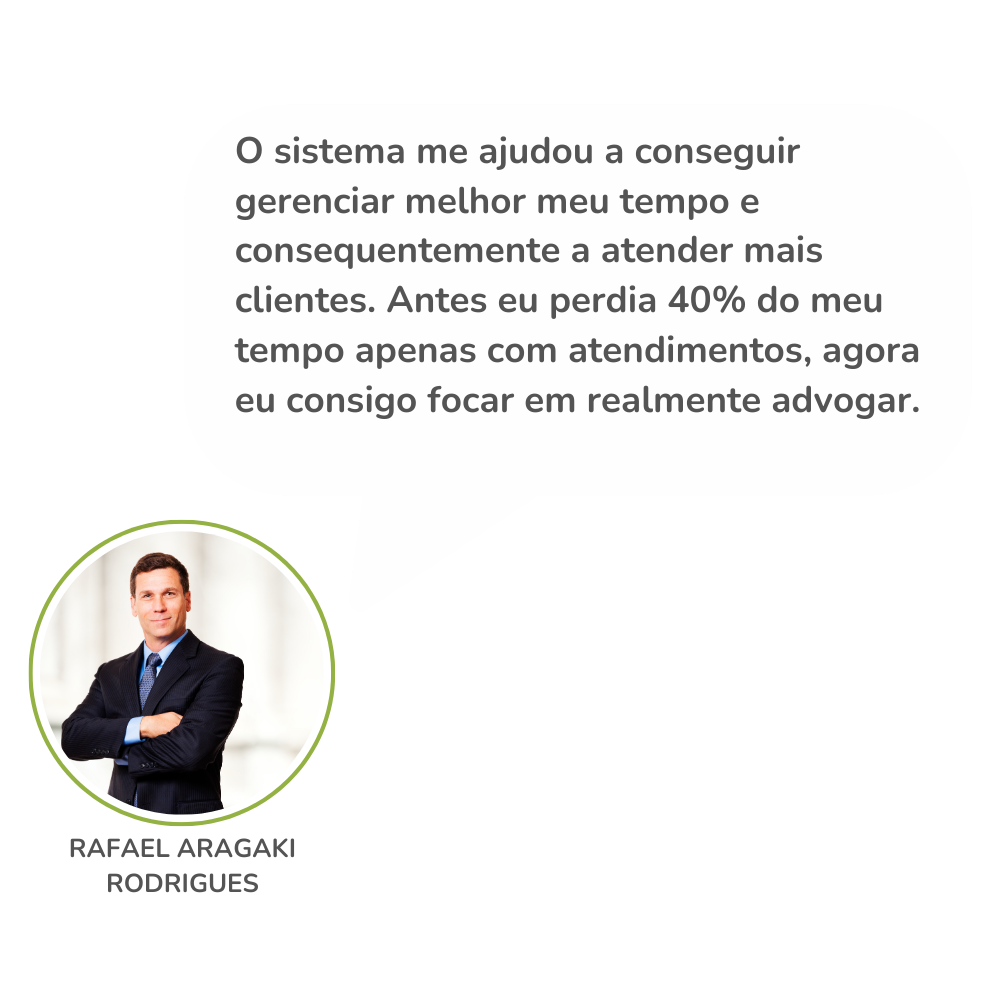 O sistema me ajudou a conseguir
gerenciar melhor meu tempo e
consequentemente a atender mais
clientes. Antes eu perdia 40% do meu
tempo apenas com atendimentos, agora
eu consigo focar em realmente advogar.
RAFAEL ARAGAKI
RODRIGUES